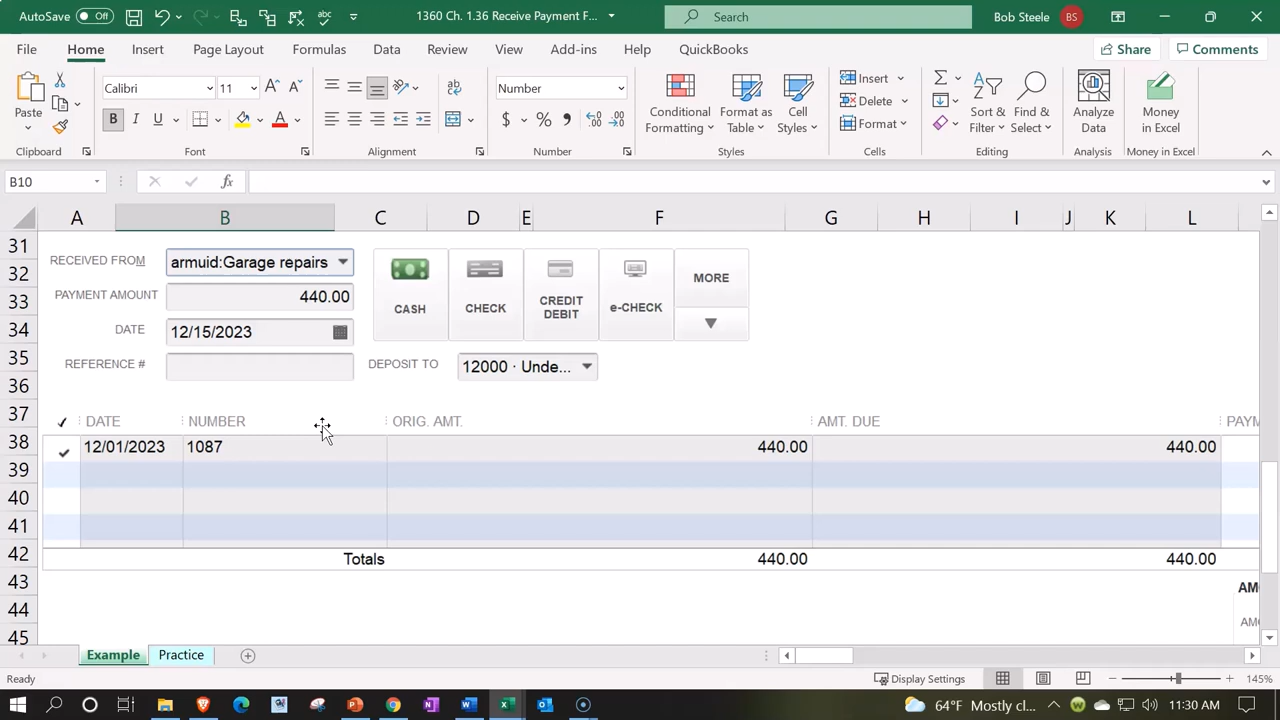 AutoSave Off 1360 Ch. 1.36 Receive Payment F... Search Bob Steele BS
File Home Insert Page Layout Formulas Data Review View Add-ins Help QuickBooks Share Comments
Paste Calibri 11 Number Conditional Formatting Format as Table Cell Styles Insert Delete Format Sort & Filter Find & Select Analyze Data Money in Excel
Clipboard Font Alignment Number Styles Cells Editing Analysis Money in Excel
B10 fx
A B C D E F G H I J K L
31 RECEIVED FROM armuid:Garage repairs
32 PAYMENT AMOUNT 440.00 CASH CHECK CREDIT DEBIT e-CHECK MORE
33
34 DATE 12/15/2023
35 REFERENCE # DEPOSIT TO 12000 · Unde...
36
37 DATE NUMBER ORIG. AMT. AMT. DUE PAYM
38 12/01/2023 1087 440.00 440.00
39
40
41
42 Totals 440.00 440.00
43 AM
44 AMO
45
Example Practice
Ready Display Settings 145%
64°F Mostly cl... 11:30 AM